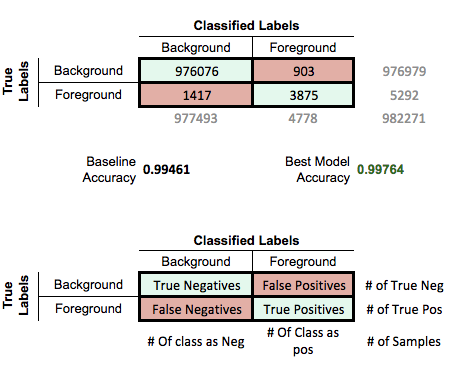 Classified Labels
Background Foreground
True Labels
Background 976076 903 976979
Foreground 1417 3875 5292
977493 4778 982271
Baseline Accuracy 0.99461
Best Model Accuracy 0.99764
Classified Labels
Background Foreground
True Labels
Background True Negatives False Positives # of True Neg
Foreground False Negatives True Positives # of True Pos
# Of class as Neg # Of Class as pos # of Samples